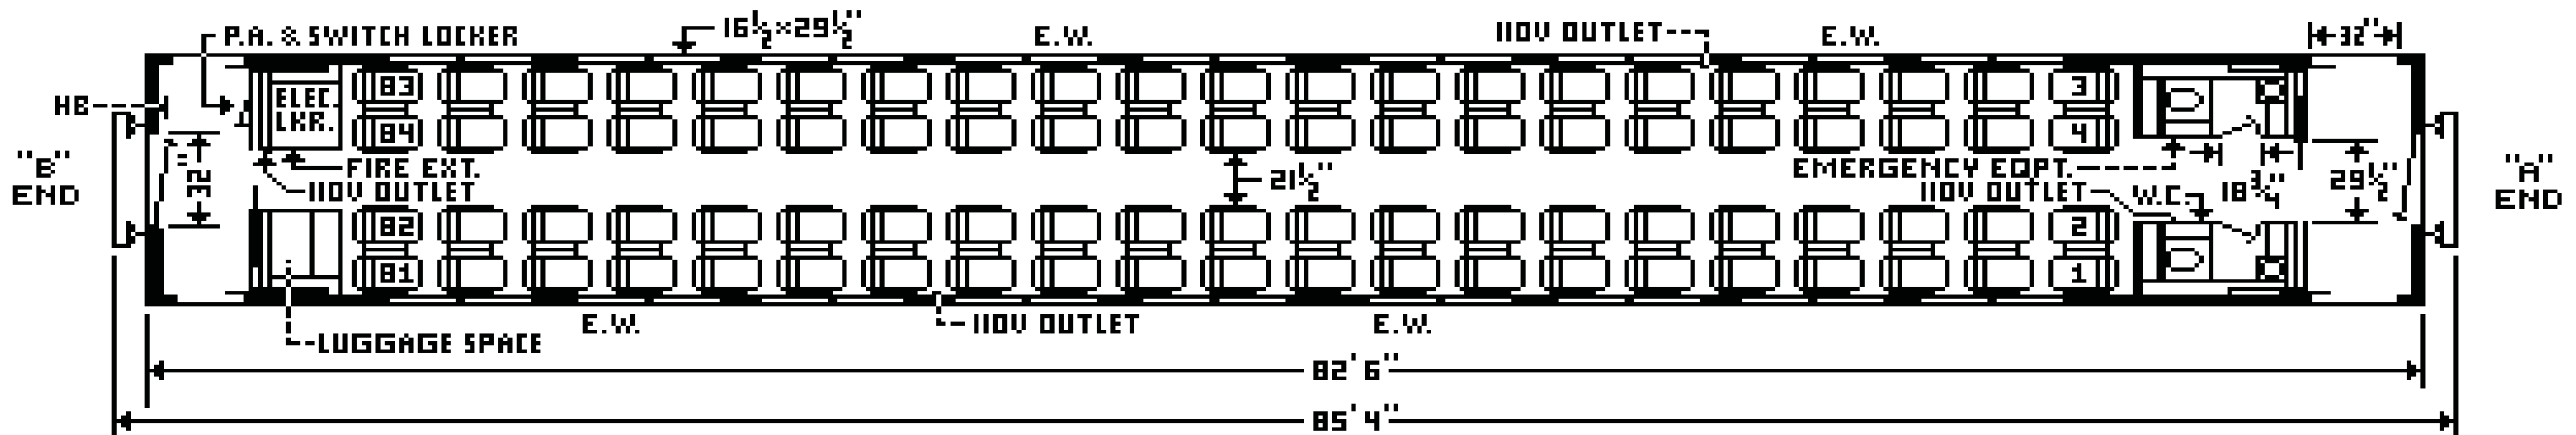 P.A. & SWITCH LOCKER
16½×29½"
E.W.
110V OUTLET
E.W.
32"
HB
ELEC.
LKR.
83
84
3
4
"B"
END
32"
FIRE EXT.
110V OUTLET
21½"
EMERGENCY EQPT.
110V OUTLET
W.C.
18¾"
29½"
"A"
END
82
81
2
1
E.W.
110V OUTLET
E.W.
LUGGAGE SPACE
82'6"
85'4"